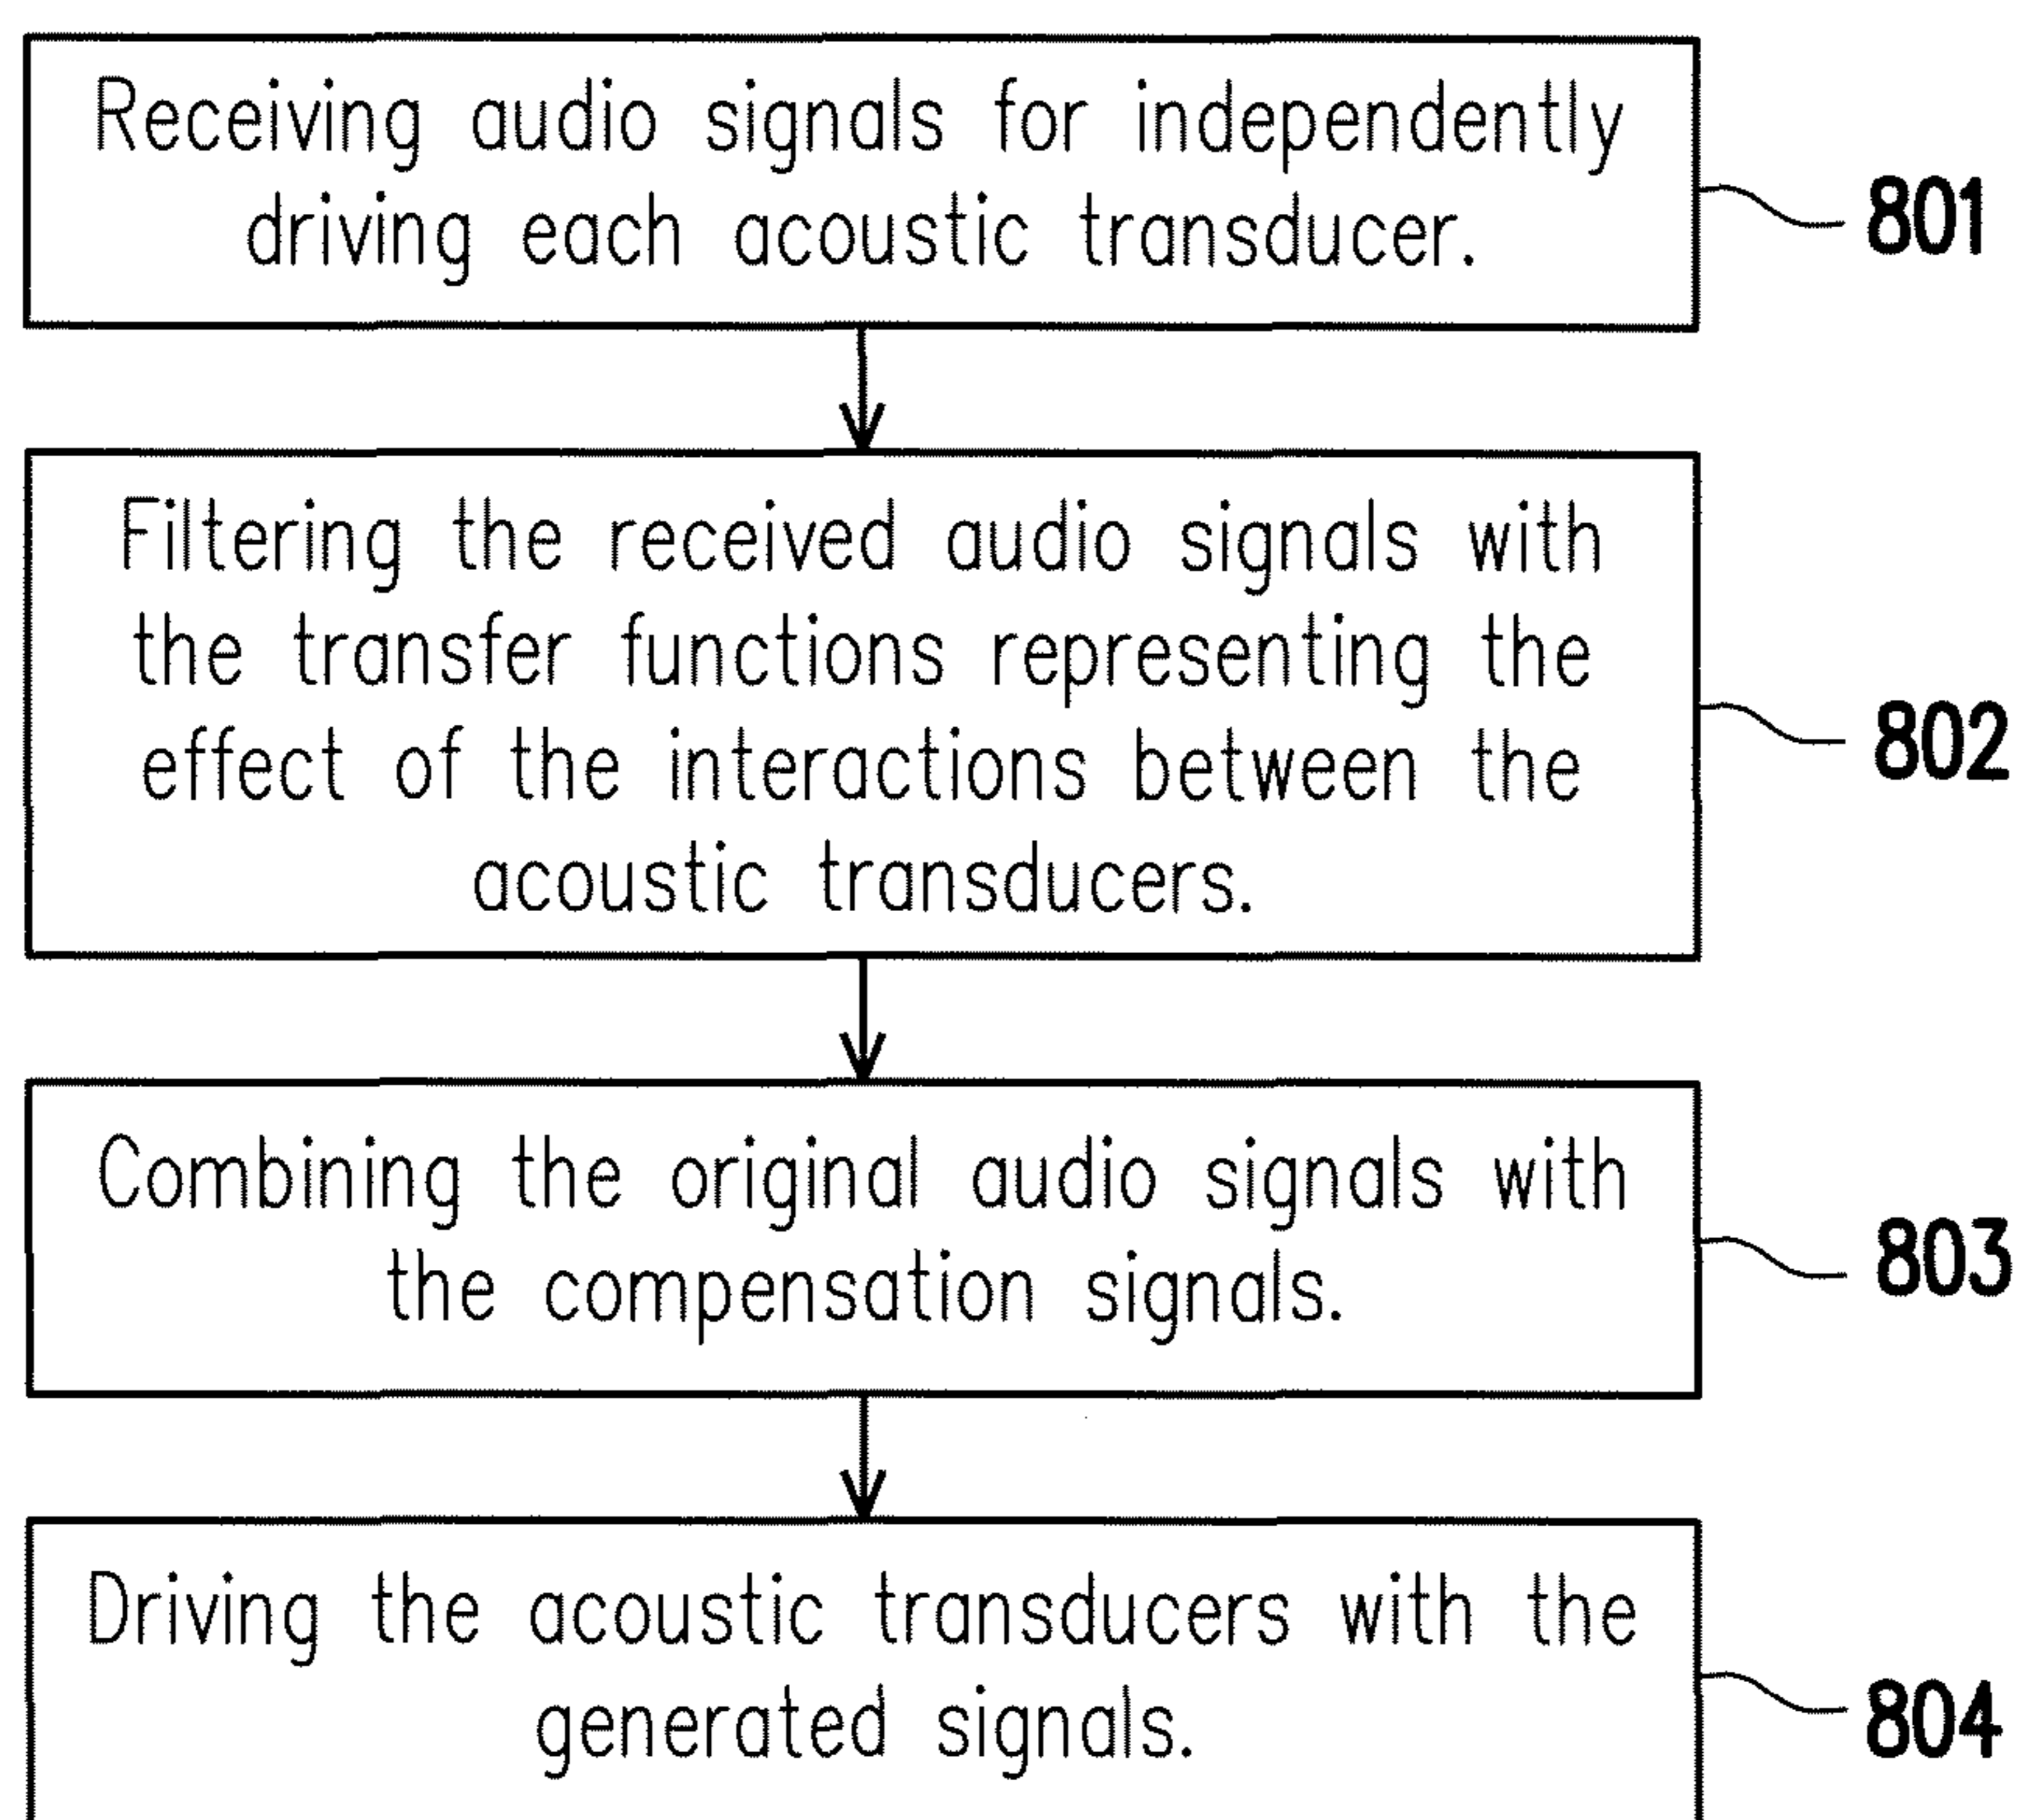 Receiving audio signals for independently
driving each acoustic transducer.
801
Filtering the received audio signals with
the transfer functions representing the
effect of the interactions between the
acoustic transducers.
802
Combining the original audio signals with
the compensation signals.
803
Driving the acoustic transducers with the
generated signals.
804